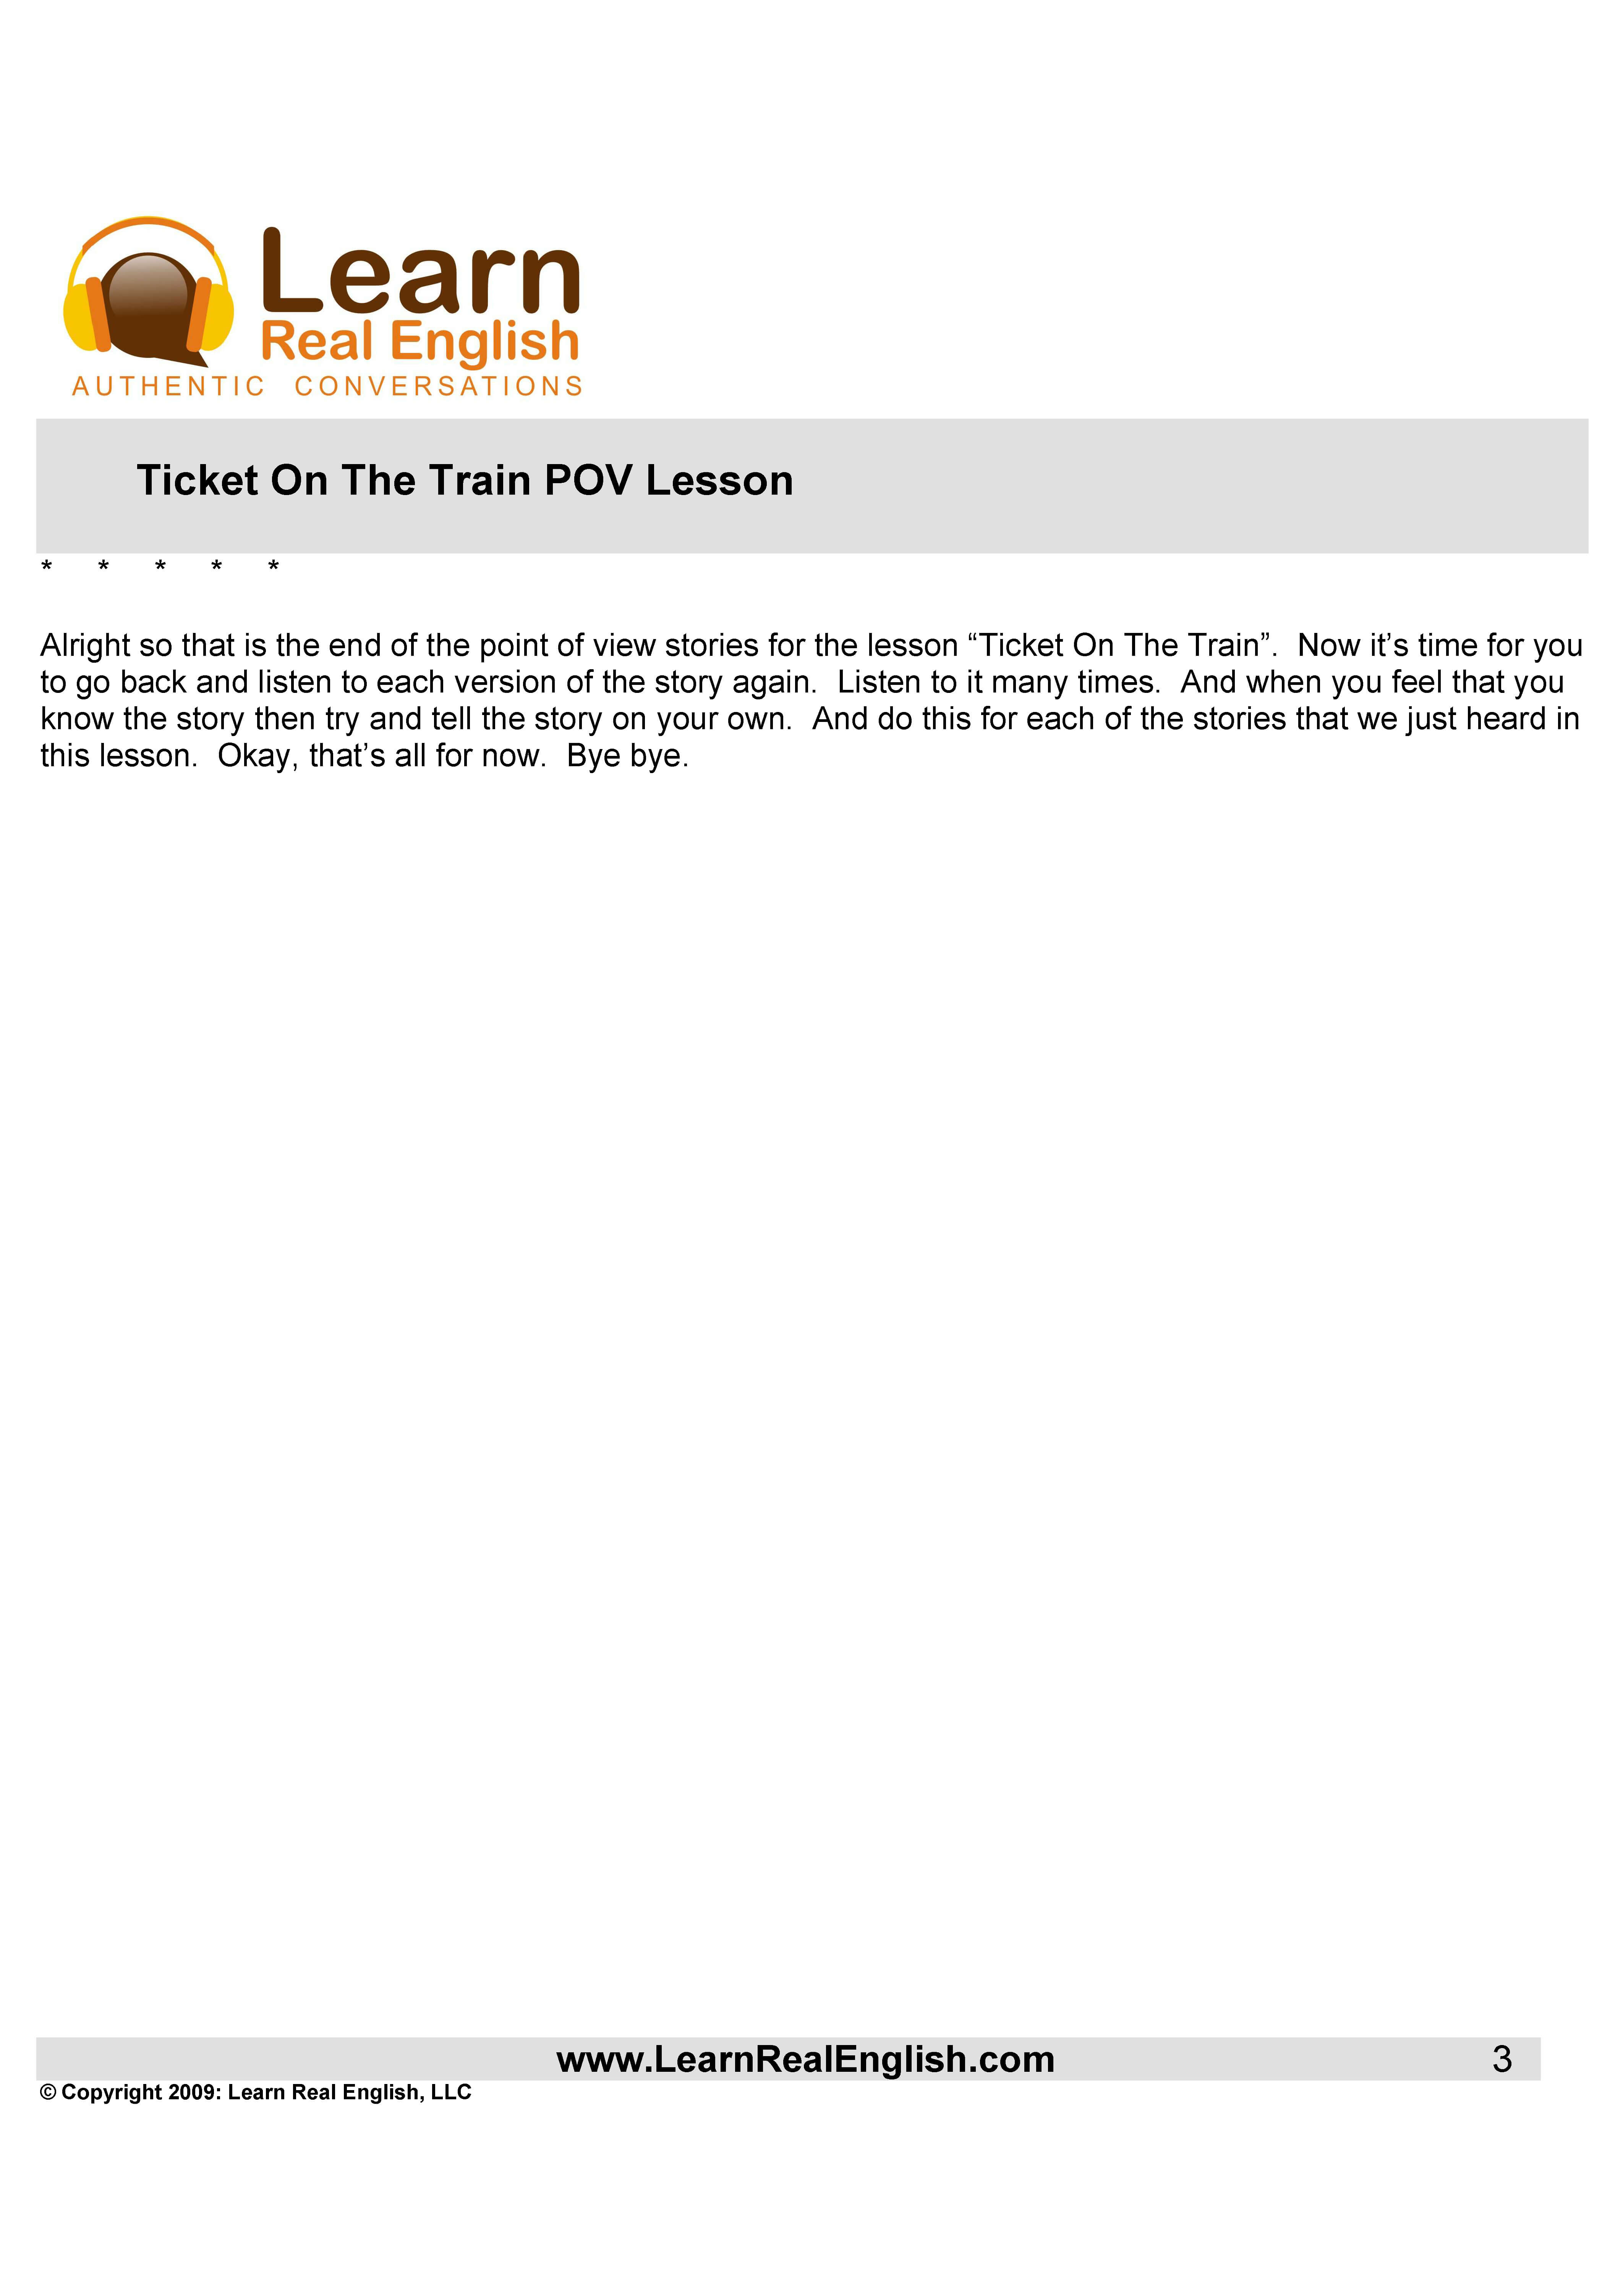 Learn
Real English
AUTHENTIC CONVERSATIONS
Ticket On The Train POV Lesson
* * * * *
Alright so that is the end of the point of view stories for the lesson “Ticket On The Train”.  Now it’s time for you
to go back and listen to each version of the story again.  Listen to it many times.  And when you feel that you
know the story then try and tell the story on your own.  And do this for each of the stories that we just heard in
this lesson.  Okay, that’s all for now.  Bye bye.
www.LearnRealEnglish.com 3
© Copyright 2009: Learn Real English, LLC